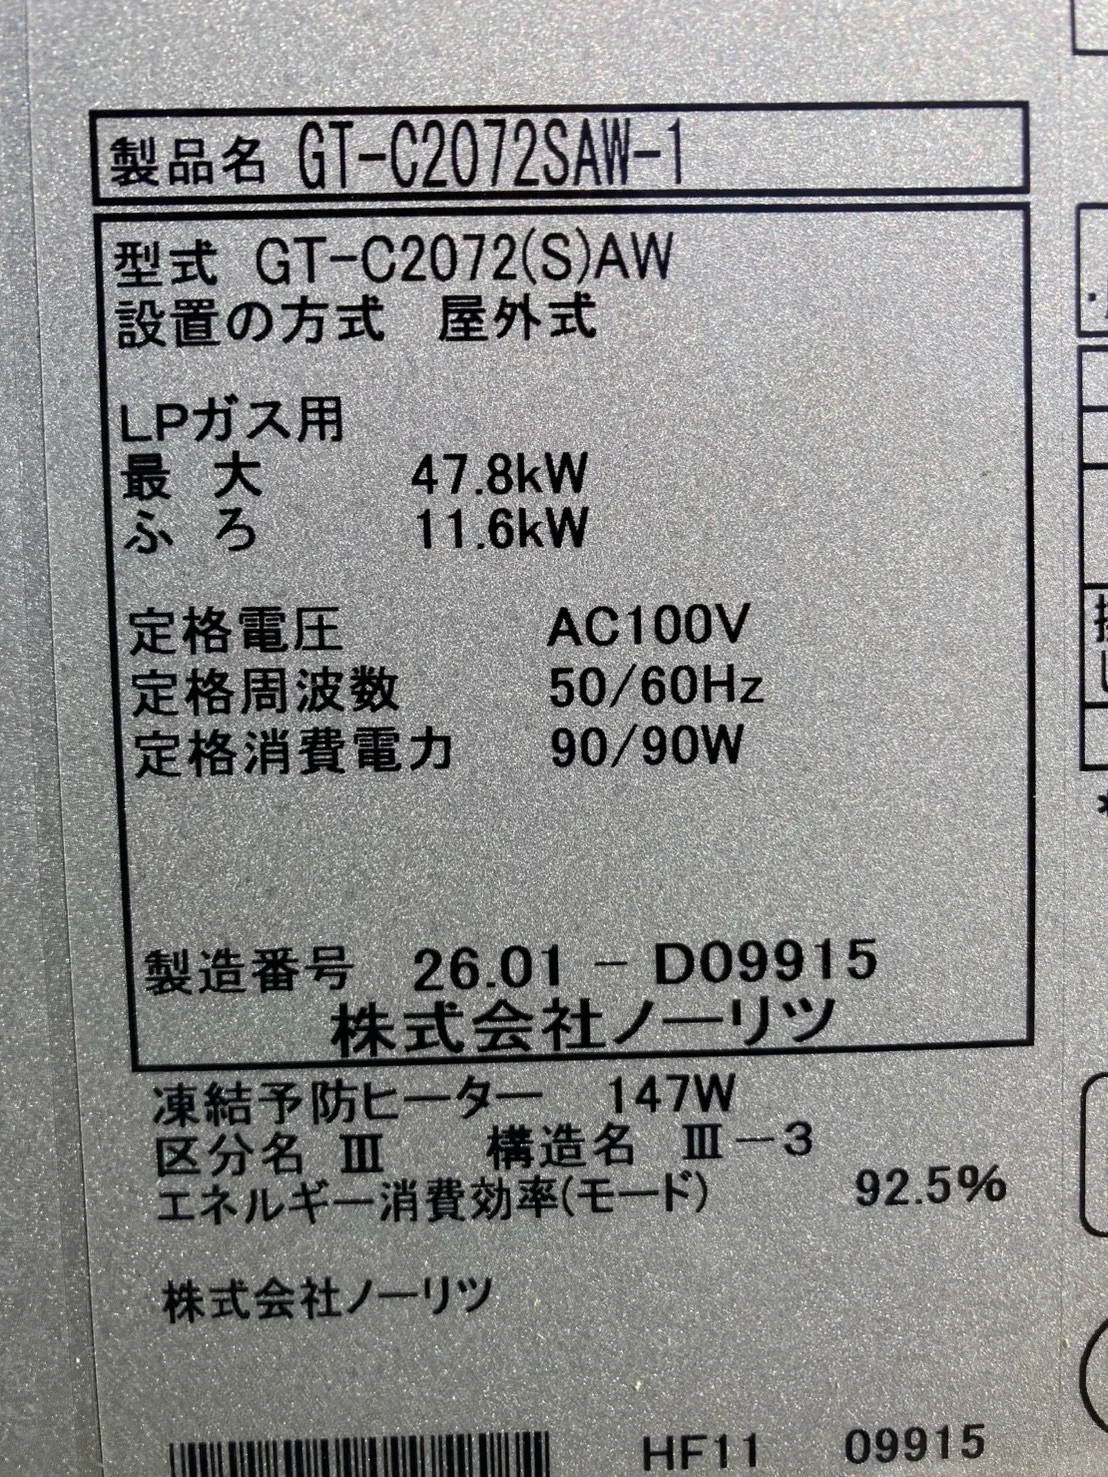 製品名 GT-C2072SAW-1
型式 GT-C2072(S)AW
設置の方式 屋外式
LPガス用
最 大 47.8kW
ふ ろ 11.6kW
定格電圧 AC100V
定格周波数 50/60Hz
定格消費電力 90/90W
製造番号 26.01 - D09915
株式会社ノーリツ
凍結予防ヒーター 147W
区分名 Ⅲ 構造名 Ⅲ-3
エネルギー消費効率(モード) 92.5%
株式会社ノーリツ
HF11 09915